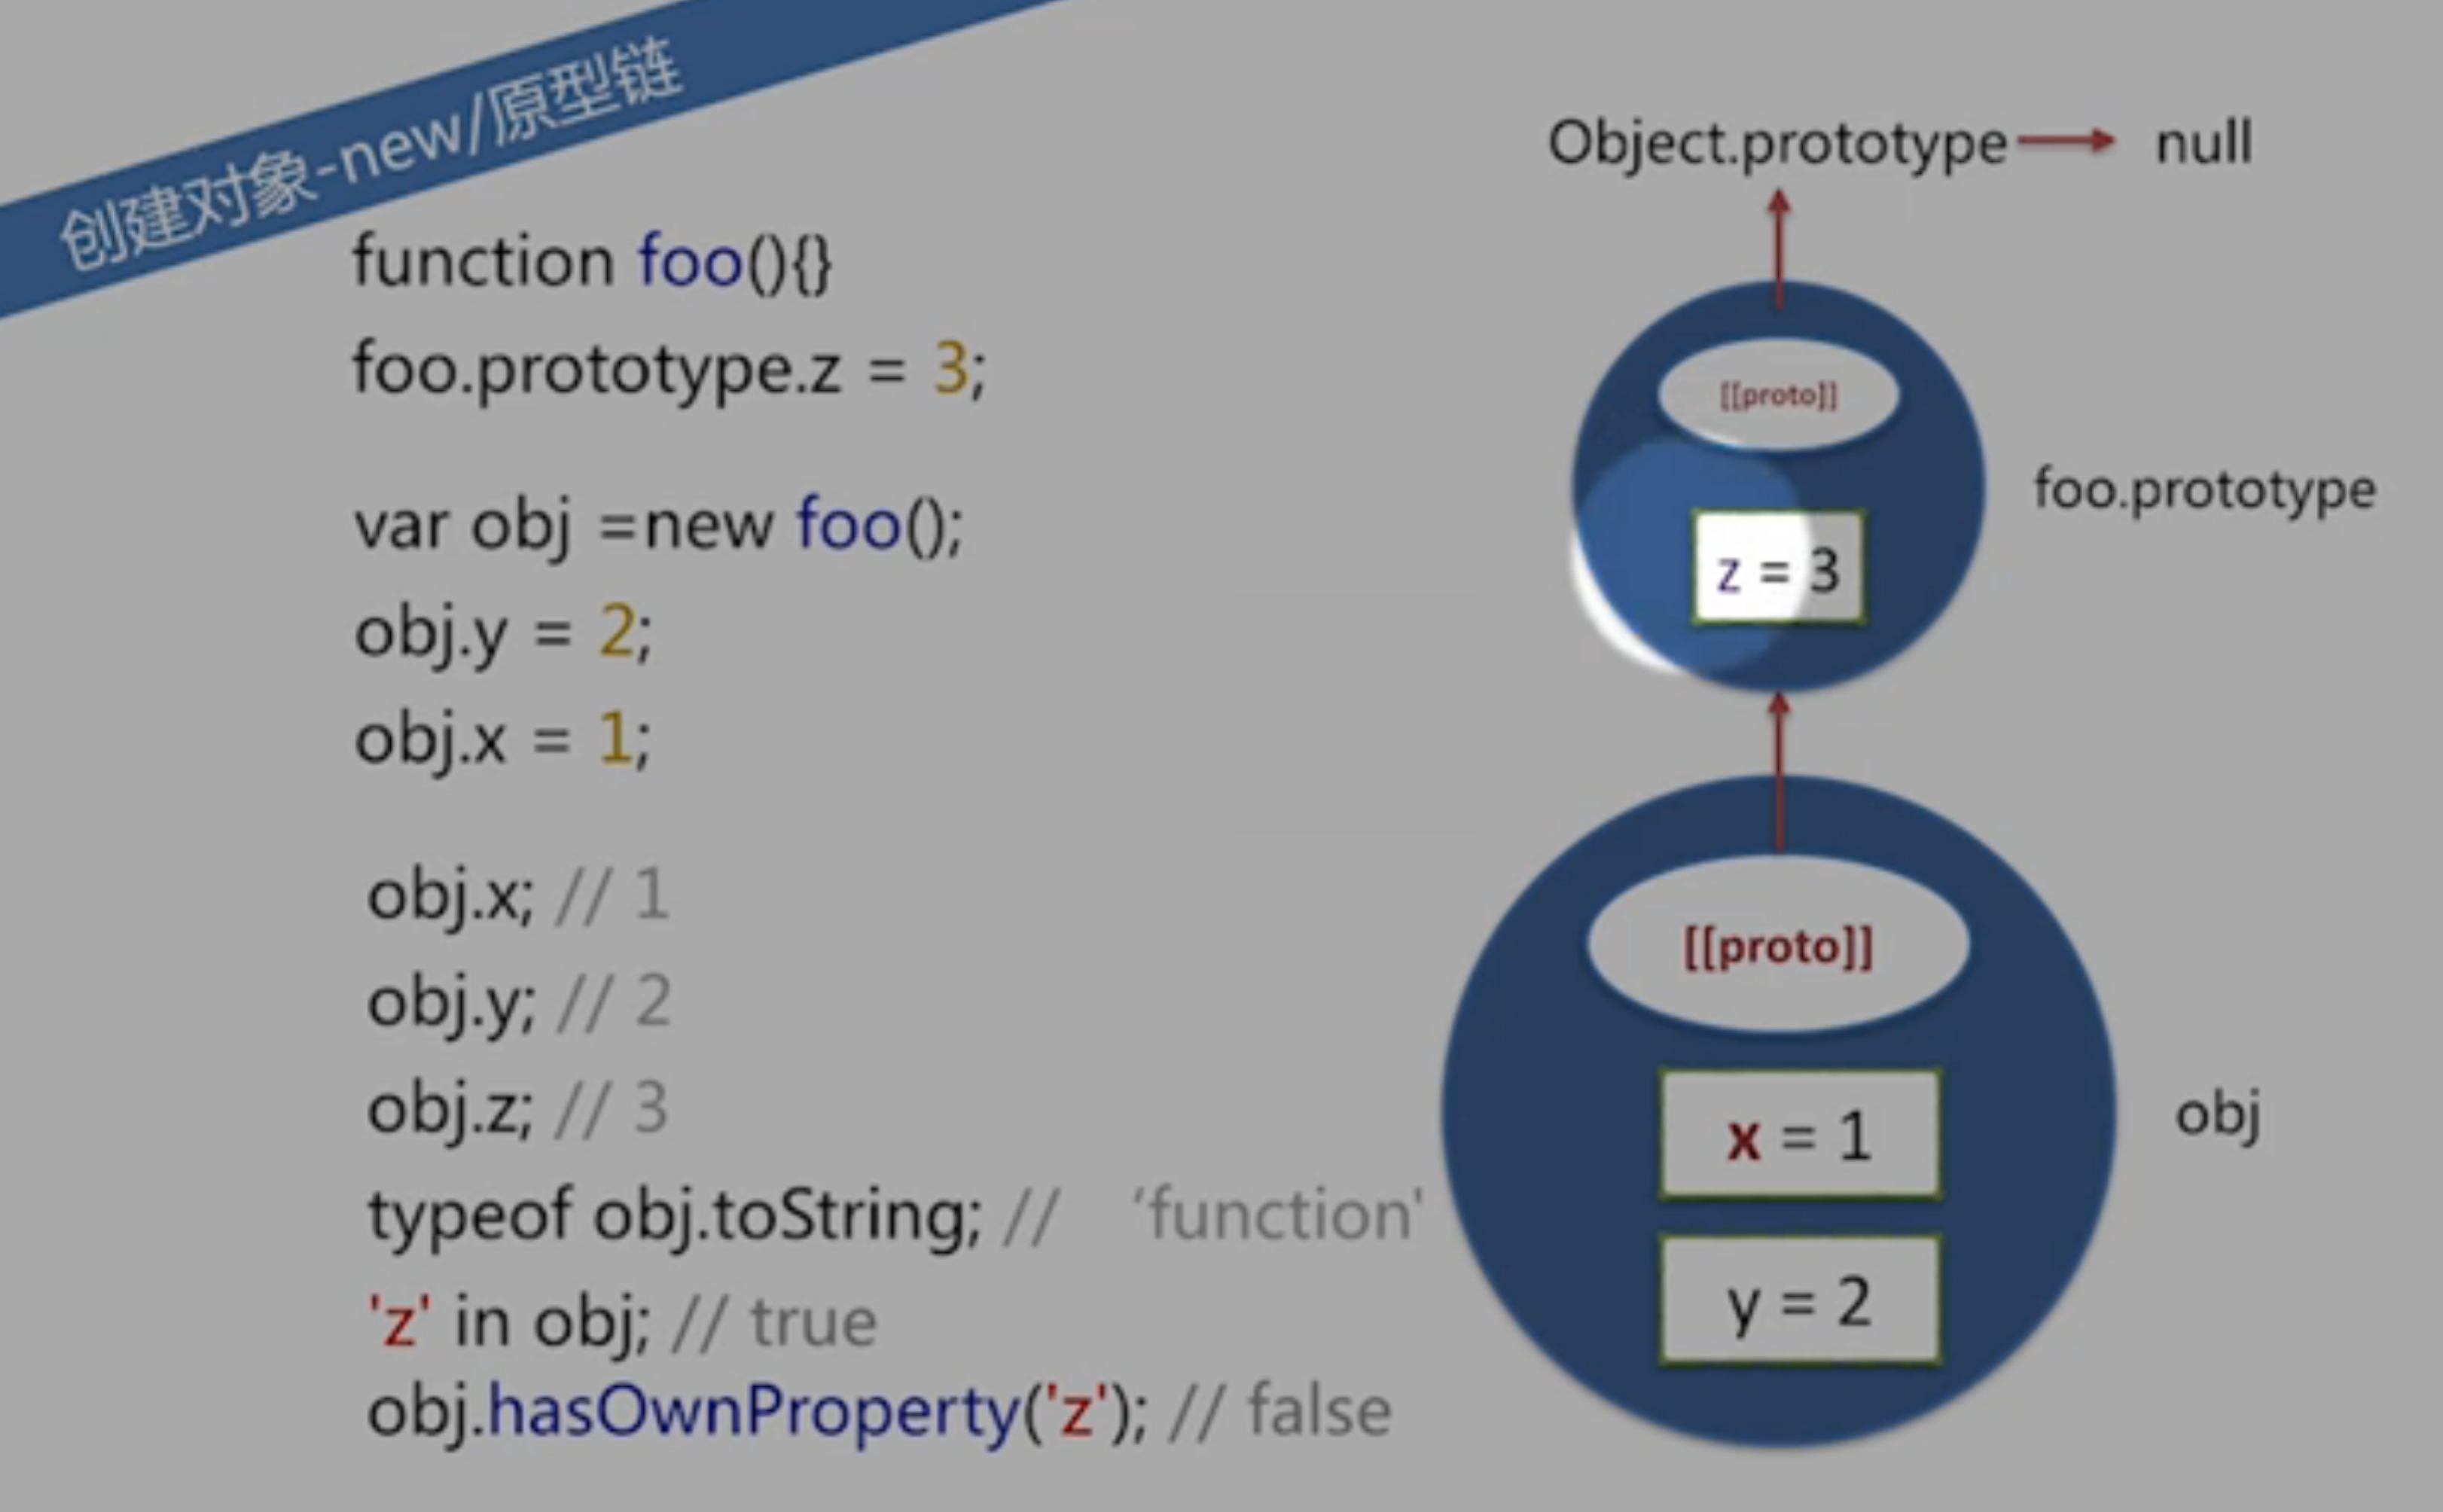 创建对象-new/原型链
function foo(){}
foo.prototype.z = 3;
var obj =new foo();
obj.y = 2;
obj.x = 1;
obj.x; // 1
obj.y; // 2
obj.z; // 3
typeof obj.toString; // 'function'
'z' in obj; // true
obj.hasOwnProperty('z'); // false
Object.prototype
null
[[proto]]
z = 3
foo.prototype
[[proto]]
x = 1
y = 2
obj